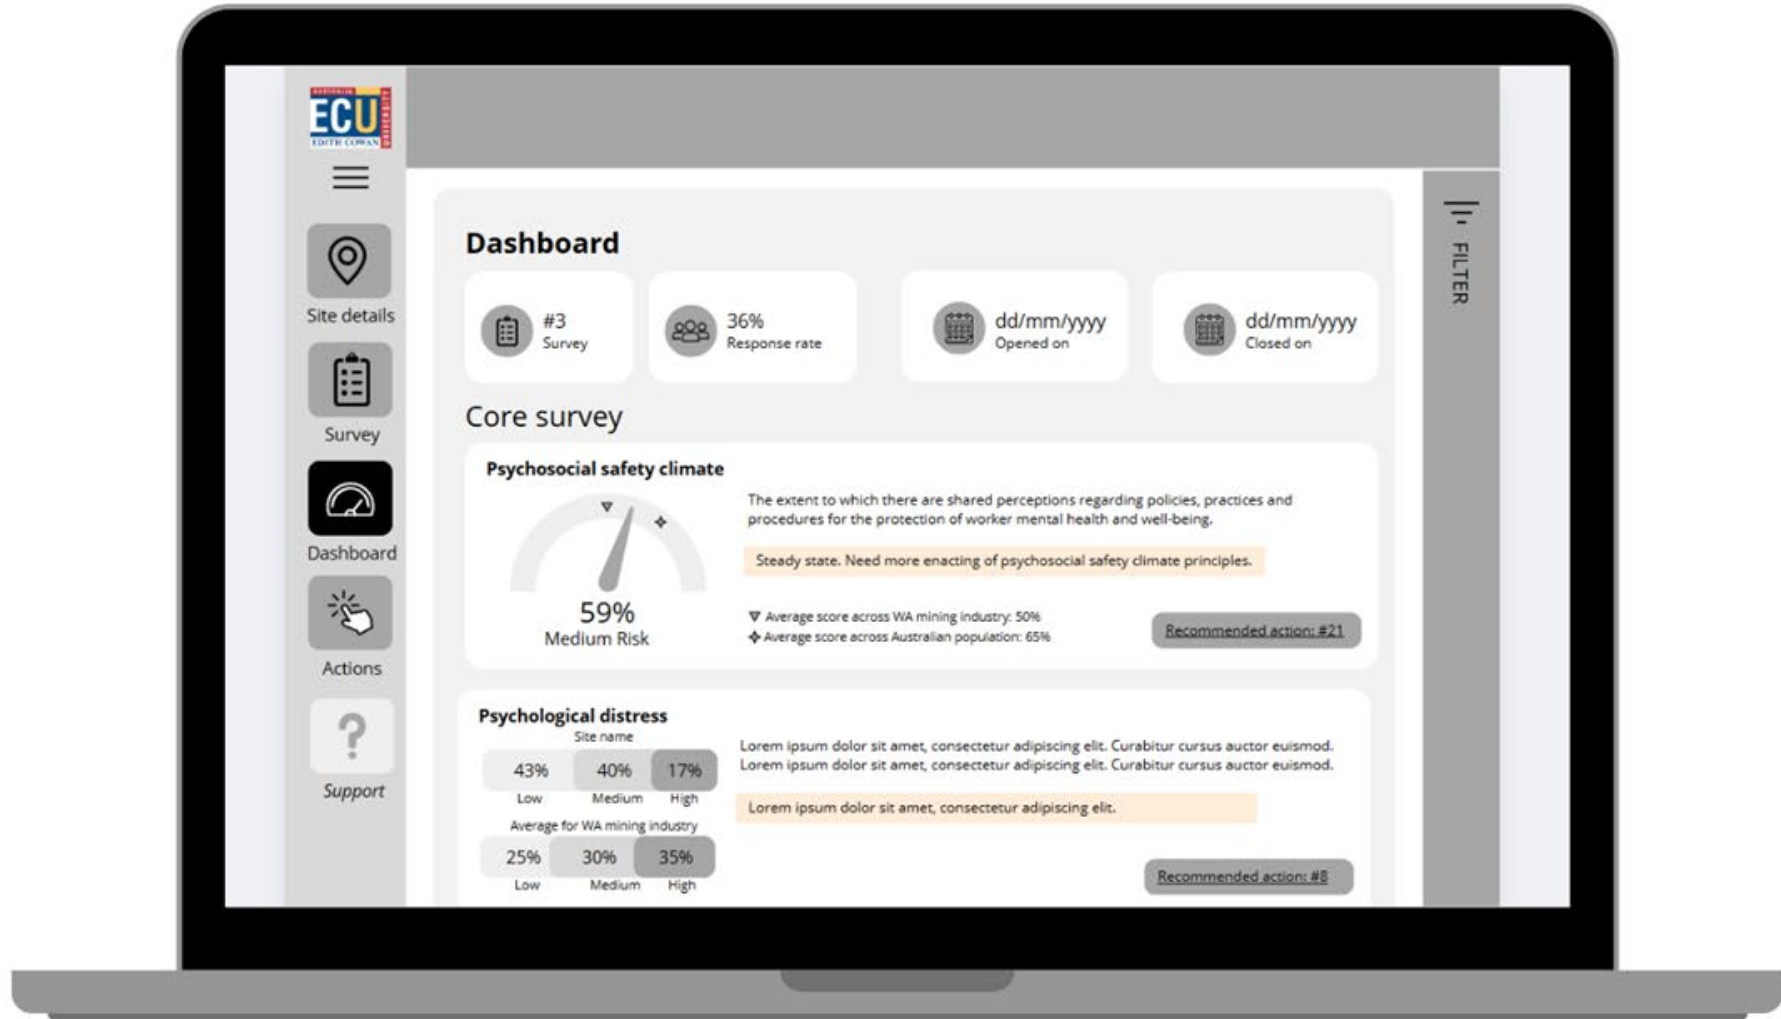 AUSTRALIA
ECU
EDITH COWAN
UNIVERSITY
Site details
Survey
Dashboard
Actions
?
Support
FILTER
Dashboard
#3
Survey
36%
Response rate
dd/mm/yyyy
Opened on
dd/mm/yyyy
Closed on
Core survey
Psychosocial safety climate
59%
Medium Risk
The extent to which there are shared perceptions regarding policies, practices and
procedures for the protection of worker mental health and well-being.
Steady state. Need more enacting of psychosocial safety climate principles.
Average score across WA mining industry: 50%
Average score across Australian population: 65%
Recommended action: #21
Psychological distress
Site name
43% 40% 17%
Low Medium High
Average for WA mining industry
25% 30% 35%
Low Medium High
Lorem ipsum dolor sit amet, consectetur adipiscing elit. Curabitur cursus auctor euismod.
Lorem ipsum dolor sit amet, consectetur adipiscing elit. Curabitur cursus auctor euismod.
Lorem ipsum dolor sit amet, consectetur adipiscing elit.
Recommended action: #8